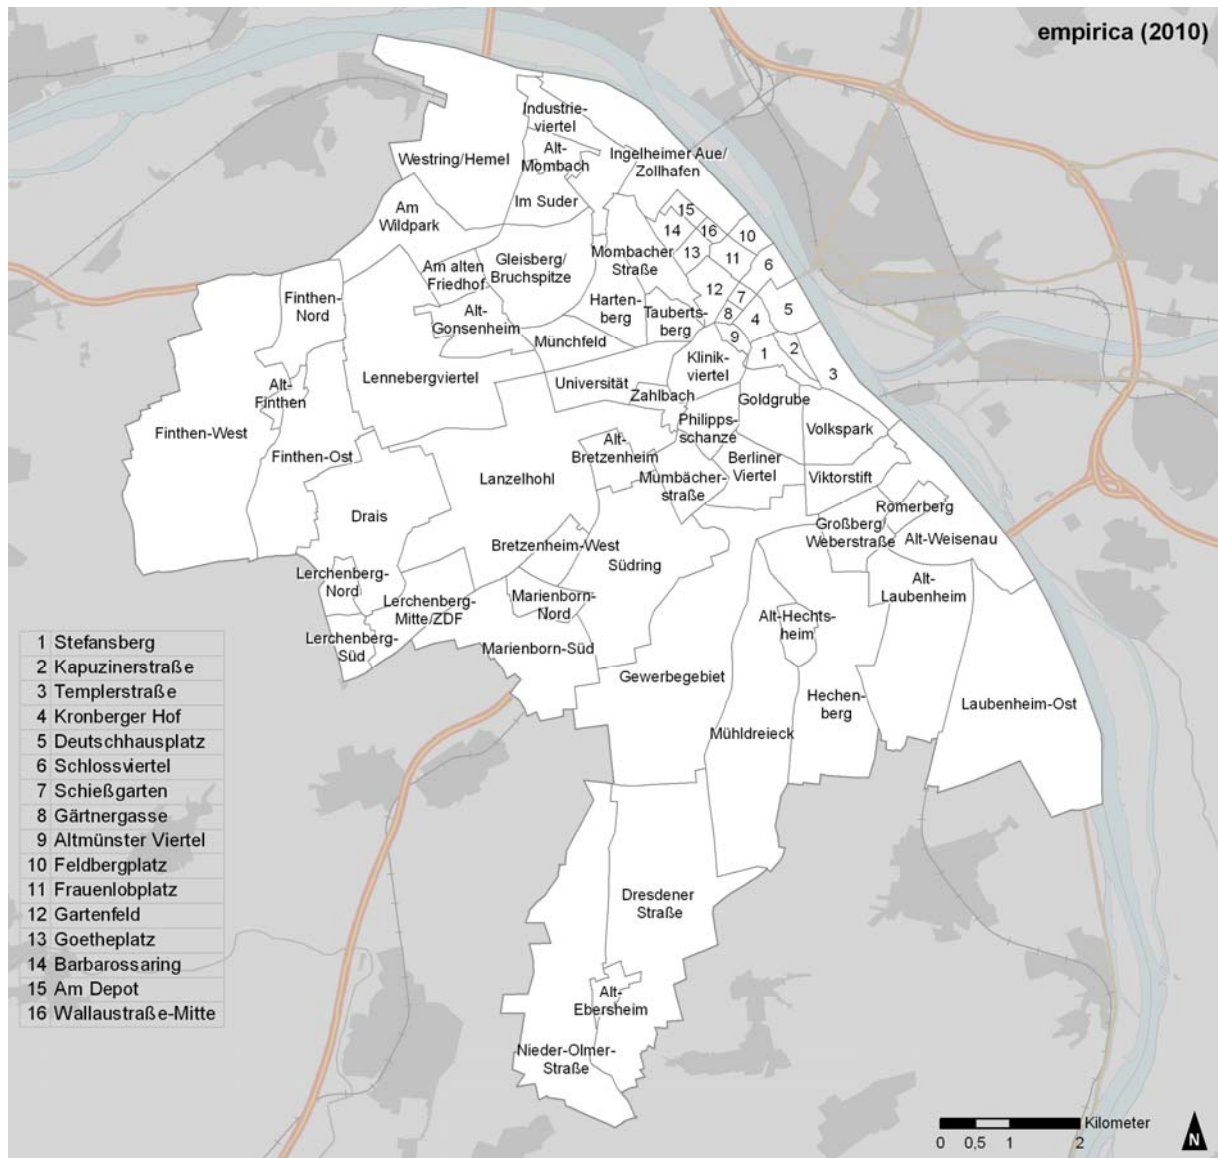 empirica (2010)
Industrie-
viertel
Alt-
Mombach
Westring/Hemel
Ingelheimer Aue/
Zollhafen
Im Suder
Am
Wildpark
15
14
16
10
13
11
6
Mombacher
Straße
Gleisberg/
Bruchspitze
Am alten
Friedhof
12
7
5
8
4
9
Finthen-
Nord
Harten-
berg
Tauberts-
berg
Alt-
Gonsenheim
Münchfeld
1
2
3
Klinik-
viertel
Lennebergviertel
Universität
Zahlbach
Goldgrube
Alt-
Finthen
Finthen-West
Philipps-
schanze
Volkspark
Finthen-Ost
Alt-
Bretzenheim
Berliner
Viertel
Lanzelhohl
Mumbächer-
straße
Viktorstift
Drais
Römerberg
Großberg
Weberstraße
Alt-Weisenau
Bretzenheim-West
Südring
Lerchenberg-
Nord
Alt-
Laubenheim
Lerchenberg-
Mitte/ZDF
Marienborn-
Nord
Alt-Hechts-
heim
Lerchenberg-
Süd
Marienborn-Süd
Gewerbegebiet
Hechen-
berg
Laubenheim-Ost
Mühldreieck
Dresdener
Straße
Alt-
Ebersheim
Nieder-Olmer-
Straße
1 Stefansberg
2 Kapuzinerstraße
3 Templerstraße
4 Kronberger Hof
5 Deutschhausplatz
6 Schlossviertel
7 Schießgarten
8 Gärtnergasse
9 Altmünster Viertel
10 Feldbergplatz
11 Frauenlobplatz
12 Gartenfeld
13 Goetheplatz
14 Barbarossaring
15 Am Depot
16 Wallaustraße-Mitte
Kilometer
0 0,5 1 2
N